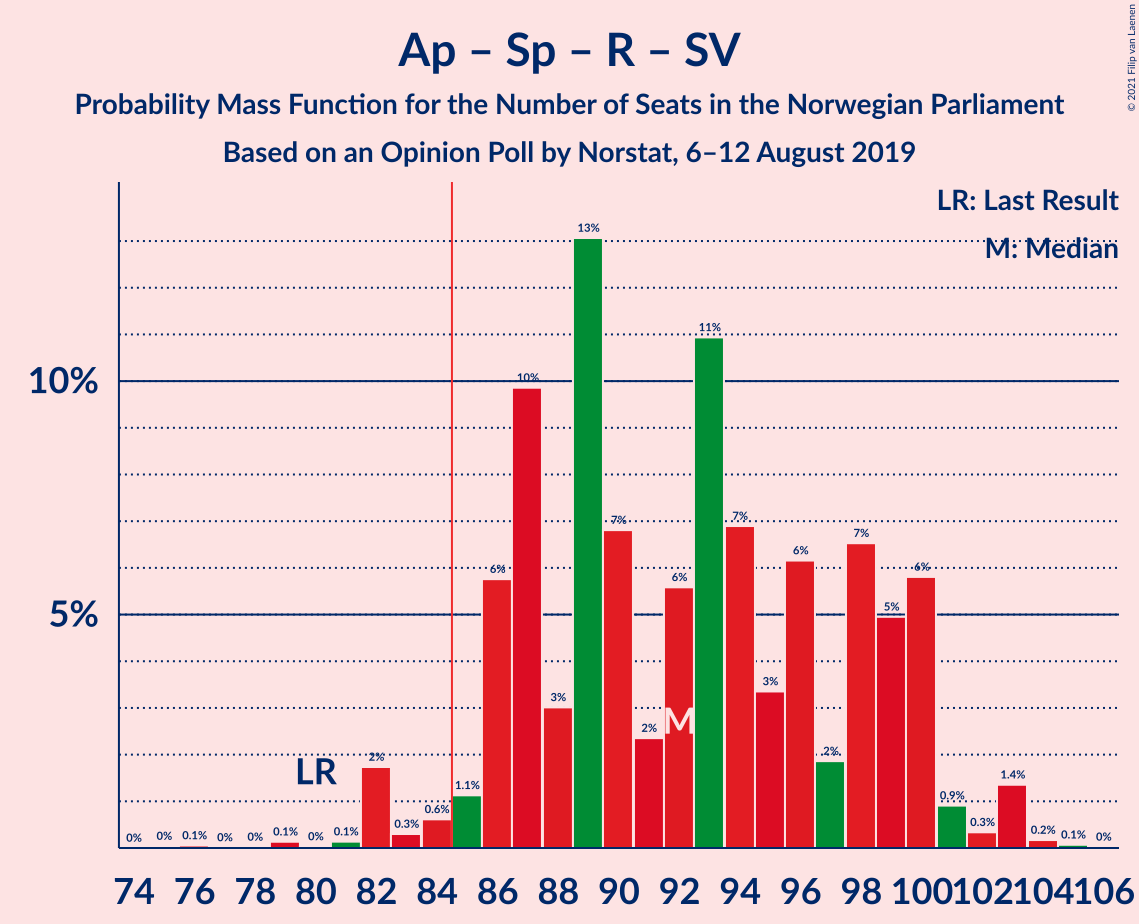 Ap – Sp – R – SV
Probability Mass Function for the Number of Seats in the Norwegian Parliament
Based on an Opinion Poll by Norstat, 6–12 August 2019
© 2021 Filip van Laenen
LR: Last Result
M: Median
10%
5%
0% 0% 0.1% 0% 0% 0.1% 0% 0.1% 2% 0.3% 0.6% 1.1% 6% 10% 3% 13% 7% 2% 6% 11% 7% 3% 6% 2% 7% 5% 6% 0.9% 0.3% 1.4% 0.2% 0.1% 0%
LR
M
74 76 78 80 82 84 86 88 90 92 94 96 98 100 102 104 106